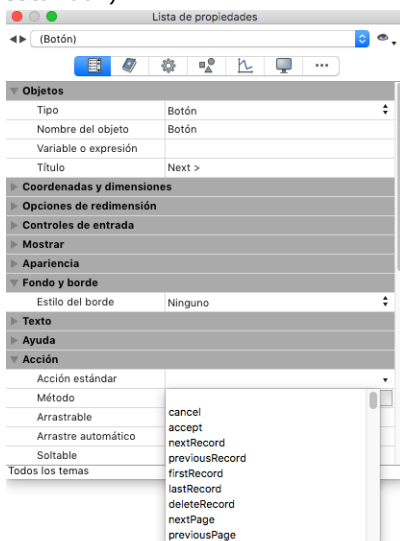 Lista de propiedades
(Botón)
Objetos
Tipo Botón
Nombre del objeto Botón
Variable o expresión
Título Next >
Coordenadas y dimensiones
Opciones de redimensión
Controles de entrada
Mostrar
Apariencia
Fondo y borde
Estilo del borde Ninguno
Texto
Ayuda
Acción
Acción estándar
Método
Arrastrable
Arrastre automático
Soltable
Todos los temas
cancel
accept
nextRecord
previousRecord
firstRecord
lastRecord
deleteRecord
nextPage
previousPage